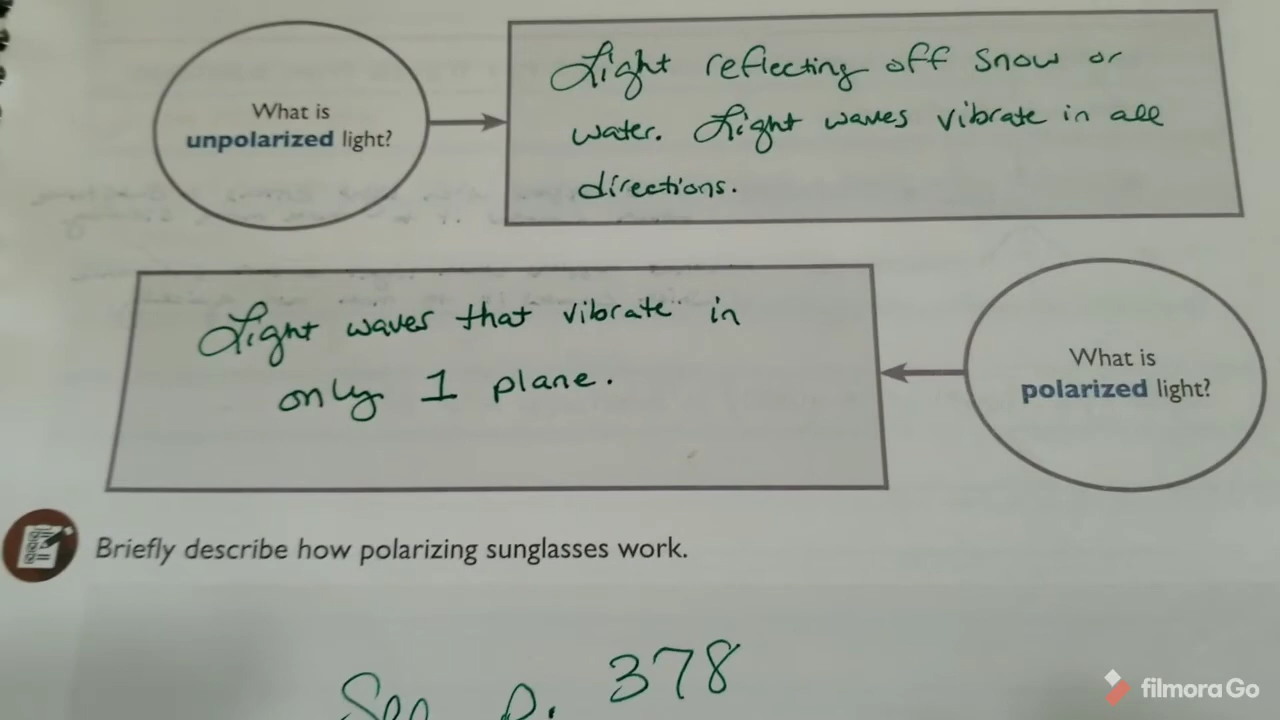 What is
unpolarized light?
Light reflecting off snow or
water. Light waves vibrate in all
directions.
Light waves that vibrate in
only 1 plane.
What is
polarized light?
Briefly describe how polarizing sunglasses work.
See p. 378
filmoraGo